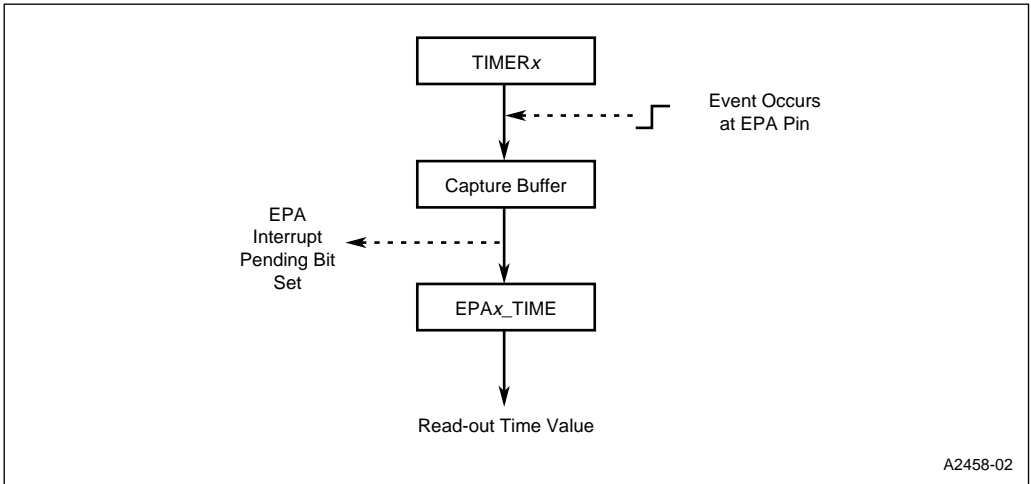 TIMERx
Event Occurs
at EPA Pin
Capture Buffer
EPA
Interrupt
Pending Bit
Set
EPAx_TIME
Read-out Time Value
A2458-02